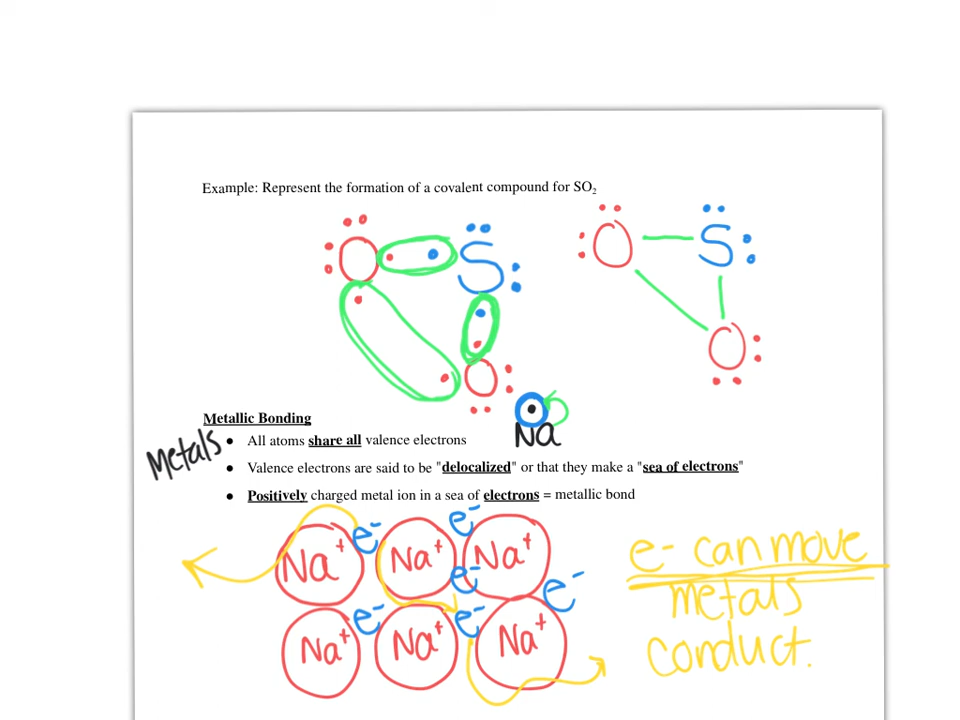 Example: Represent the formation of a covalent compound for SO₂
O S O S
O O
Na
Metallic Bonding
Metals
● All atoms share all valence electrons
● Valence electrons are said to be "delocalized" or that they make a "sea of electrons"
● Positively charged metal ion in a sea of electrons = metallic bond
Na⁺ e⁻ Na⁺ e⁻ Na⁺
e⁻ e⁻
Na⁺ e⁻ Na⁺ e⁻ Na⁺
e- can move
metals
conduct.